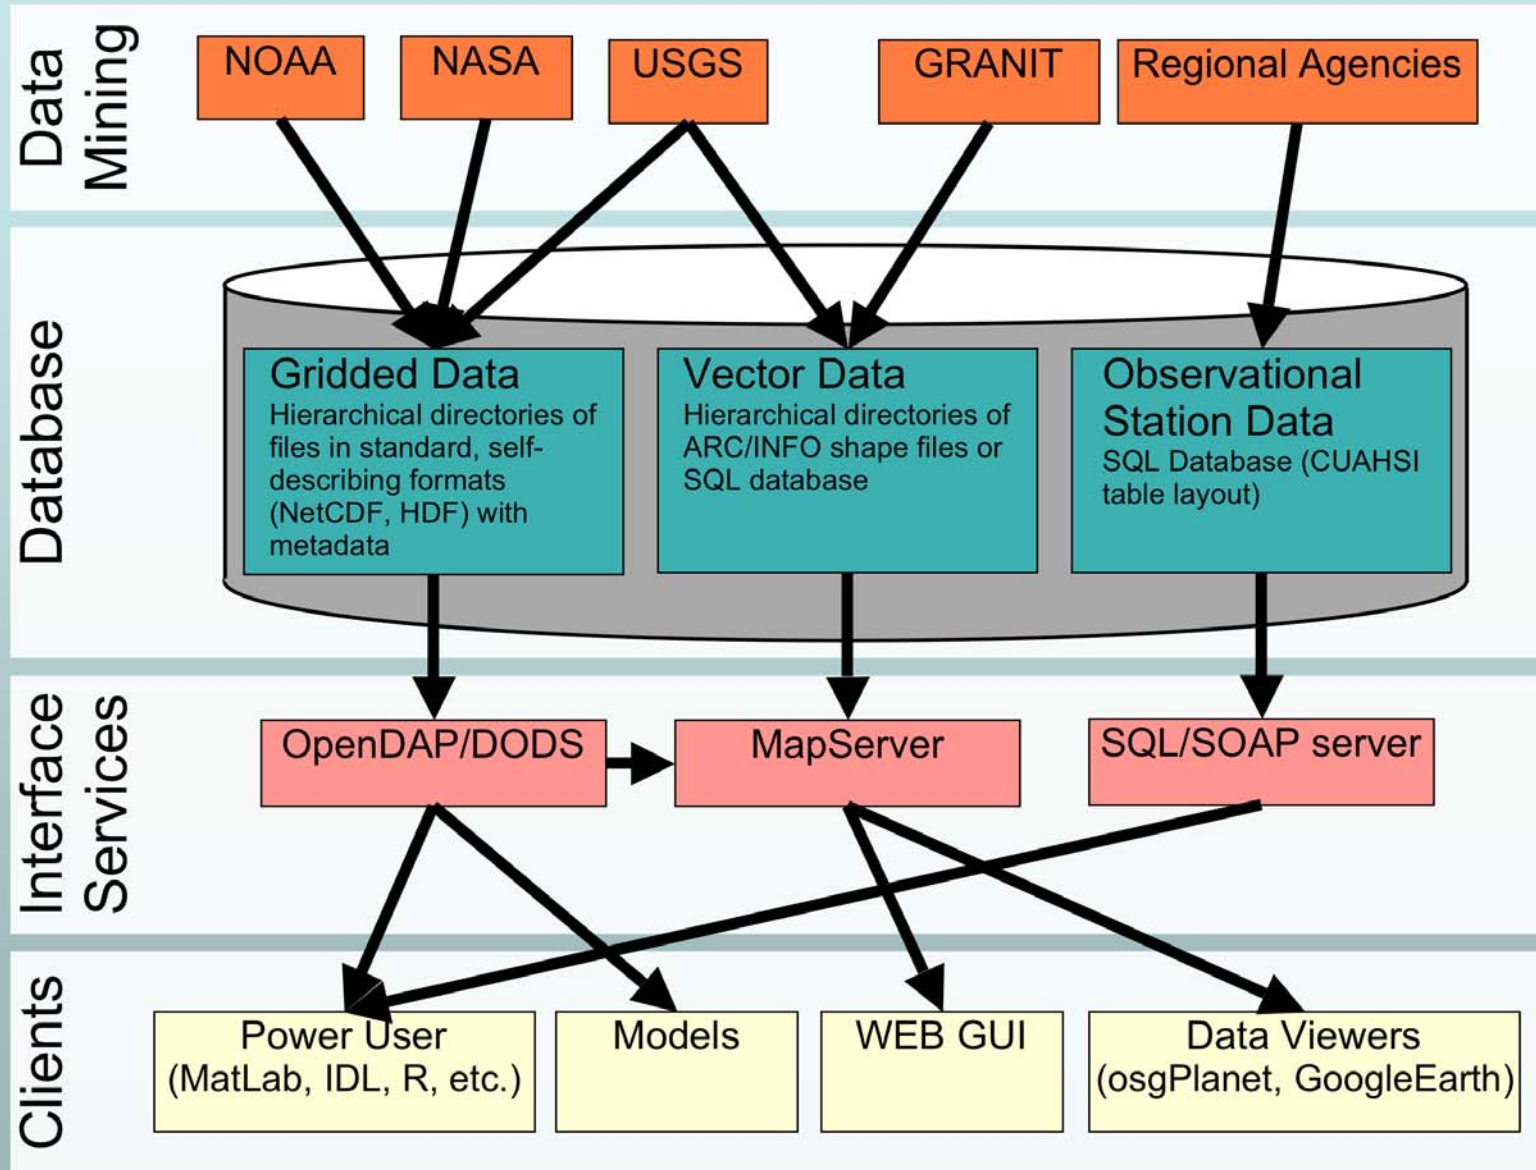 Data
Mining
NOAA
NASA
USGS
GRANIT
Regional Agencies
Database
Gridded Data
Hierarchical directories of
files in standard, self-
describing formats
(NetCDF, HDF) with
metadata
Vector Data
Hierarchical directories of
ARC/INFO shape files or
SQL database
Observational
Station Data
SQL Database (CUAHSI
table layout)
Interface
Services
OpenDAP/DODS
MapServer
SQL/SOAP server
Clients
Power User
(MatLab, IDL, R, etc.)
Models
WEB GUI
Data Viewers
(osgPlanet, GoogleEarth)